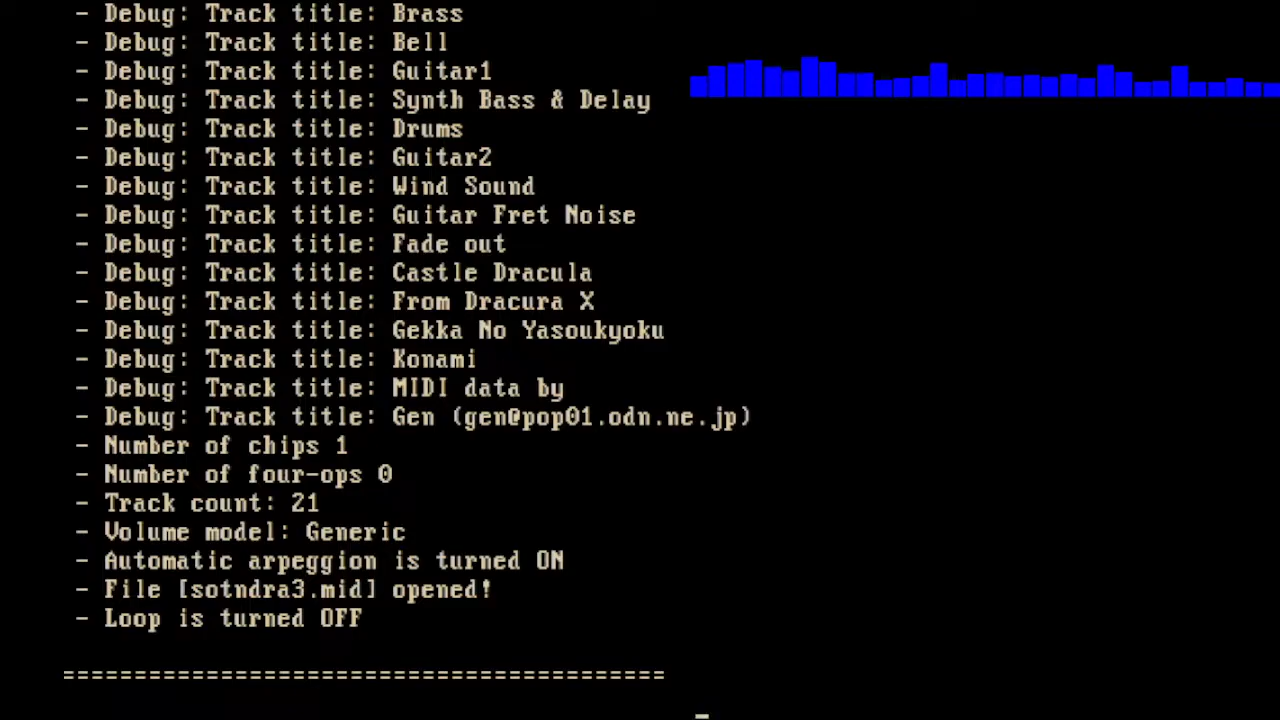 - Debug: Track title: Brass
- Debug: Track title: Bell
- Debug: Track title: Guitar1
- Debug: Track title: Synth Bass & Delay
- Debug: Track title: Drums
- Debug: Track title: Guitar2
- Debug: Track title: Wind Sound
- Debug: Track title: Guitar Fret Noise
- Debug: Track title: Fade out
- Debug: Track title: Castle Dracula
- Debug: Track title: From Dracura X
- Debug: Track title: Gekka No Yasoukyoku
- Debug: Track title: Konami
- Debug: Track title: MIDI data by
- Debug: Track title: Gen (gen@pop01.odn.ne.jp)
- Number of chips 1
- Number of four-ops 0
- Track count: 21
- Volume model: Generic
- Automatic arpeggion is turned ON
- File [sotndra3.mid] opened!
- Loop is turned OFF
==========================================
_